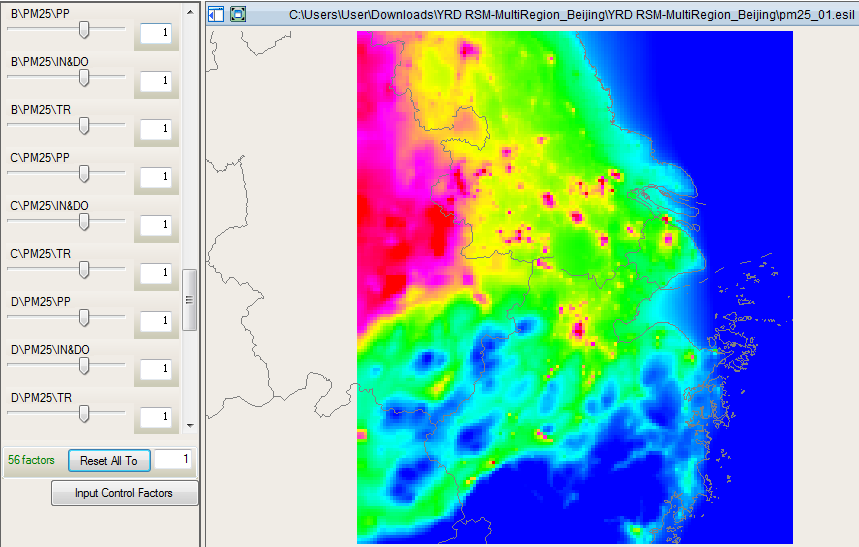 C:\Users\User\Downloads\YRD RSM-MultiRegion_Beijing\YRD RSM-MultiRegion_Beijing\pm25_01.esil
B\PM25\PP
1
B\PM25\IN&DO
1
B\PM25\TR
1
C\PM25\PP
1
C\PM25\IN&DO
1
C\PM25\TR
1
D\PM25\PP
1
D\PM25\IN&DO
1
D\PM25\TR
1
56 factors Reset All To 1
Input Control Factors